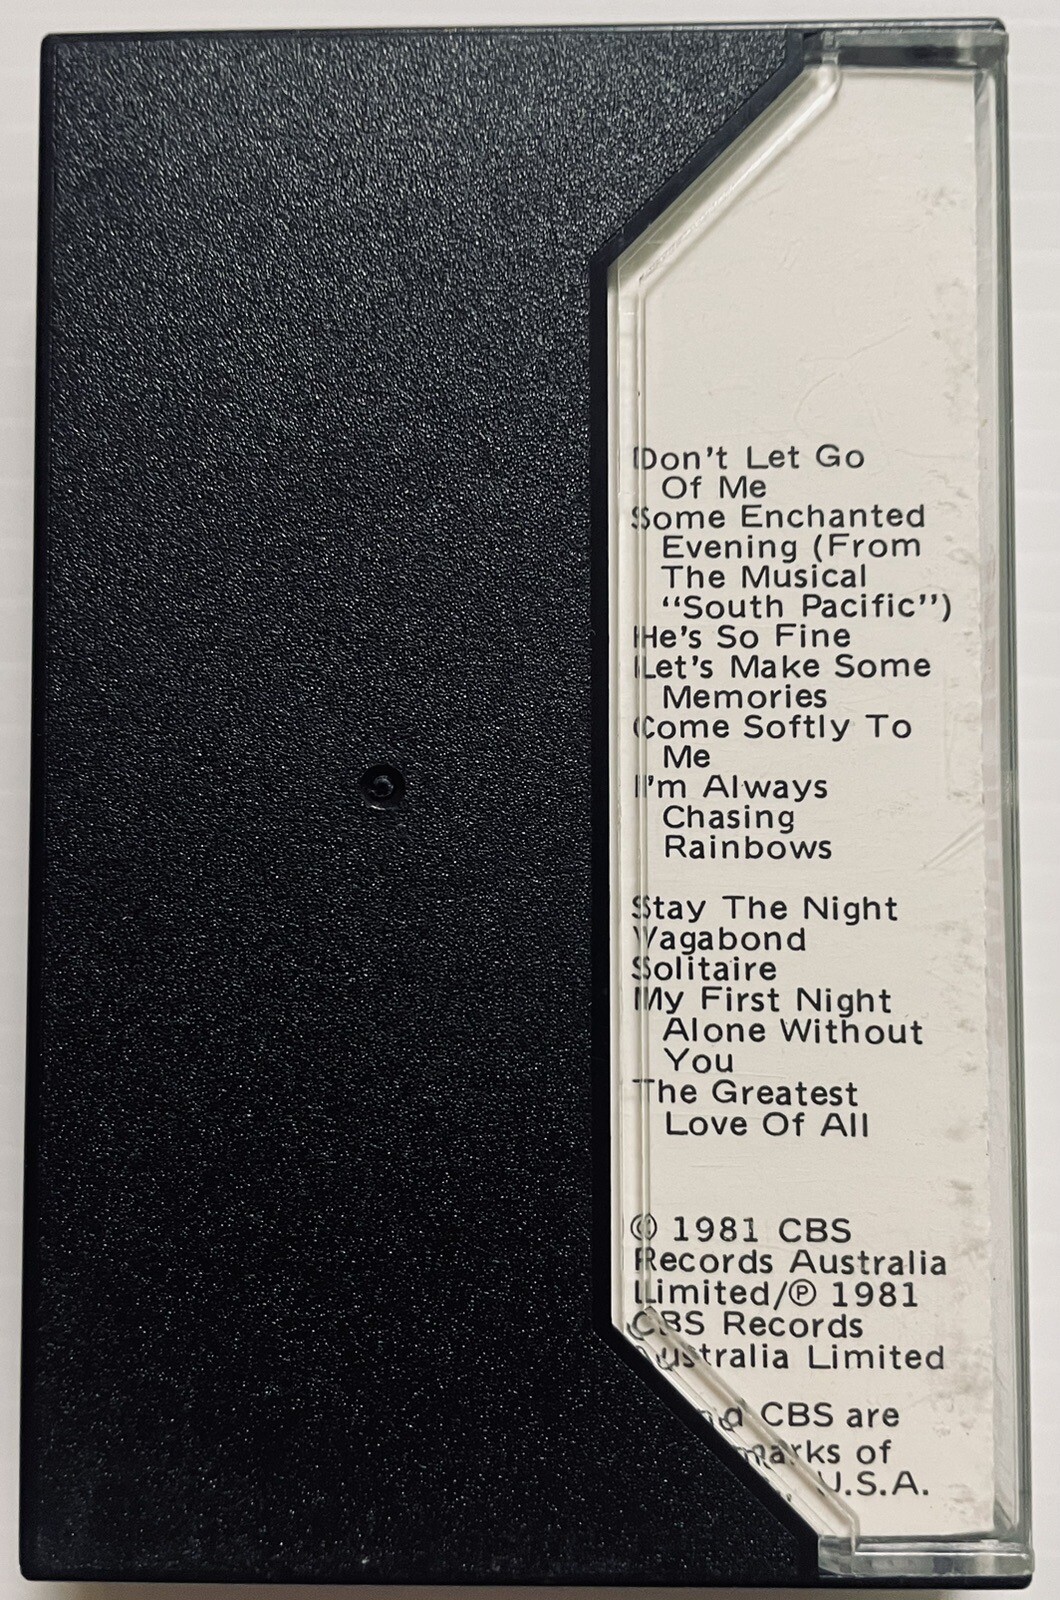 Don't Let Go
Of Me
Some Enchanted
Evening (From
The Musical
"South Pacific")
He's So Fine
Let's Make Some
Memories
Come Softly To
Me
I'm Always
Chasing
Rainbows
Stay The Night
Vagabond
Solitaire
My First Night
Alone Without
You
The Greatest
Love Of All
© 1981 CBS
Records Australia
Limited/℗ 1981
CBS Records
Australia Limited
CBS are
of
U.S.A.